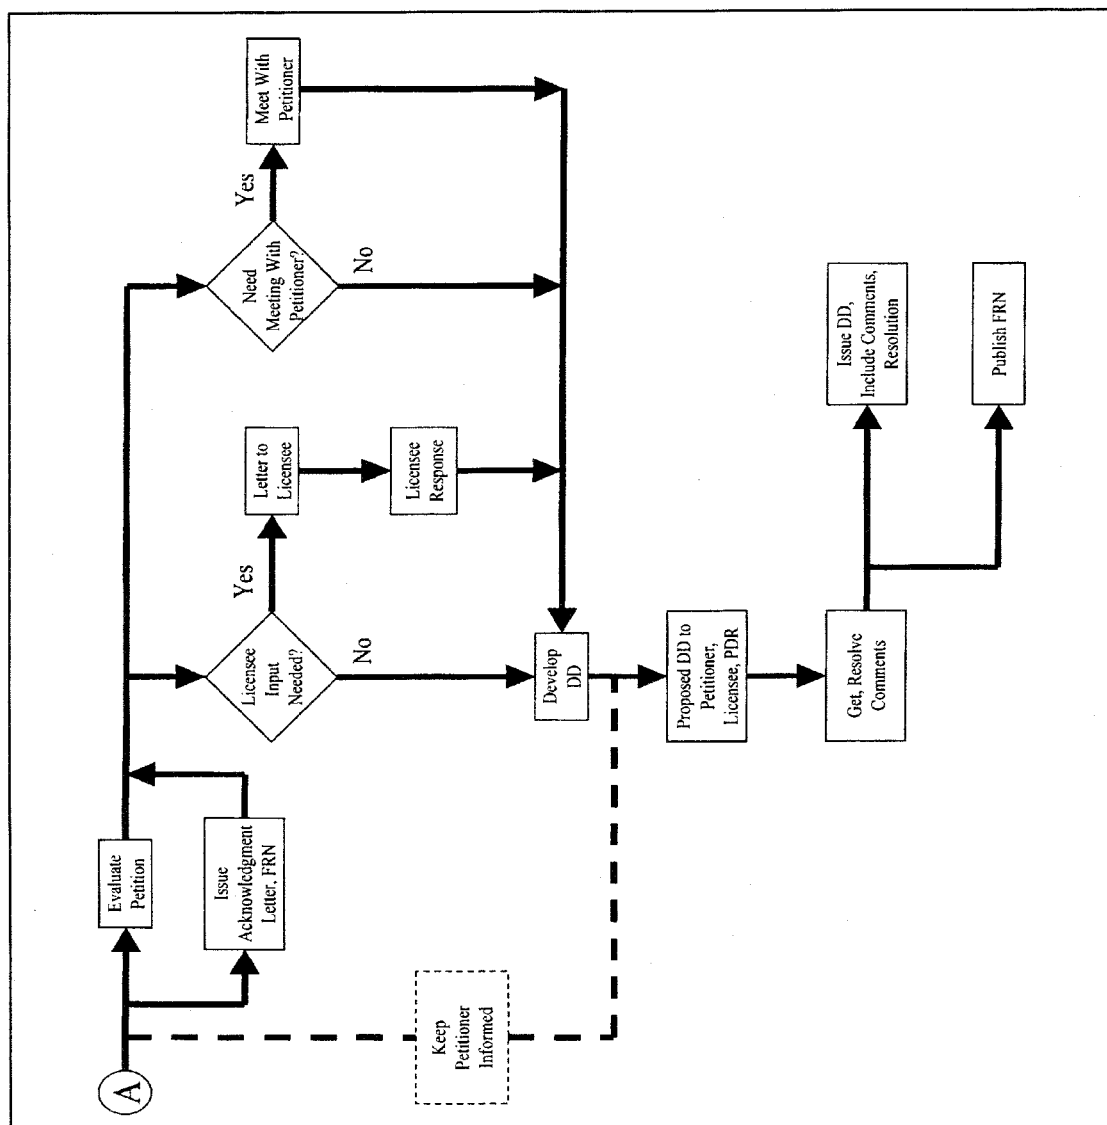 A
Evaluate
Petition
Issue
Acknowledgment
Letter, FRN
Keep
Petitioner
Informed
Licensee
Input
Needed?
Yes
No
Letter to
Licensee
Licensee
Response
Need
Meeting With
Petitioner?
Yes
No
Meet With
Petitioner
Develop
DD
Proposed DD to
Petitioner,
Licensee, PDR
Get, Resolve
Comments
Issue DD,
Include Comments,
Resolution
Publish FRN